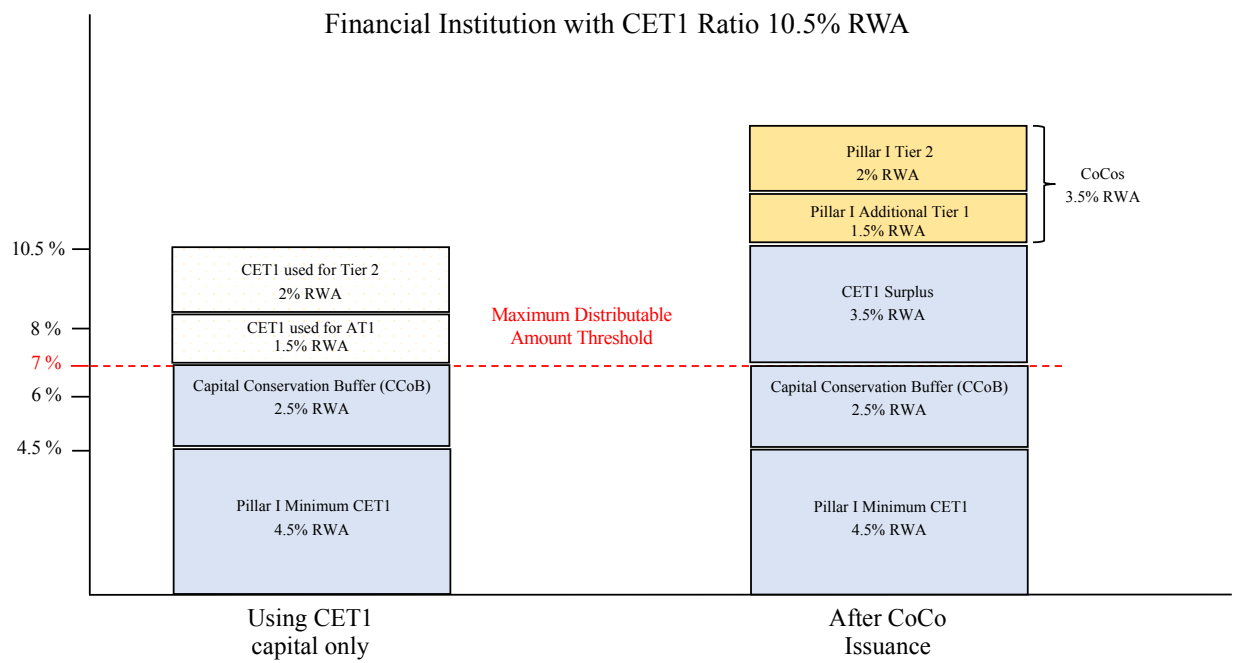 Financial Institution with CET1 Ratio 10.5% RWA
10.5 %
8 %
7 %
6 %
4.5 %
CET1 used for Tier 2
2% RWA
CET1 used for AT1
1.5% RWA
Capital Conservation Buffer (CCoB)
2.5% RWA
Pillar I Minimum CET1
4.5% RWA
Using CET1
capital only
Maximum Distributable
Amount Threshold
Pillar I Tier 2
2% RWA
Pillar I Additional Tier 1
1.5% RWA
CET1 Surplus
3.5% RWA
Capital Conservation Buffer (CCoB)
2.5% RWA
Pillar I Minimum CET1
4.5% RWA
After CoCo
Issuance
CoCos
3.5% RWA